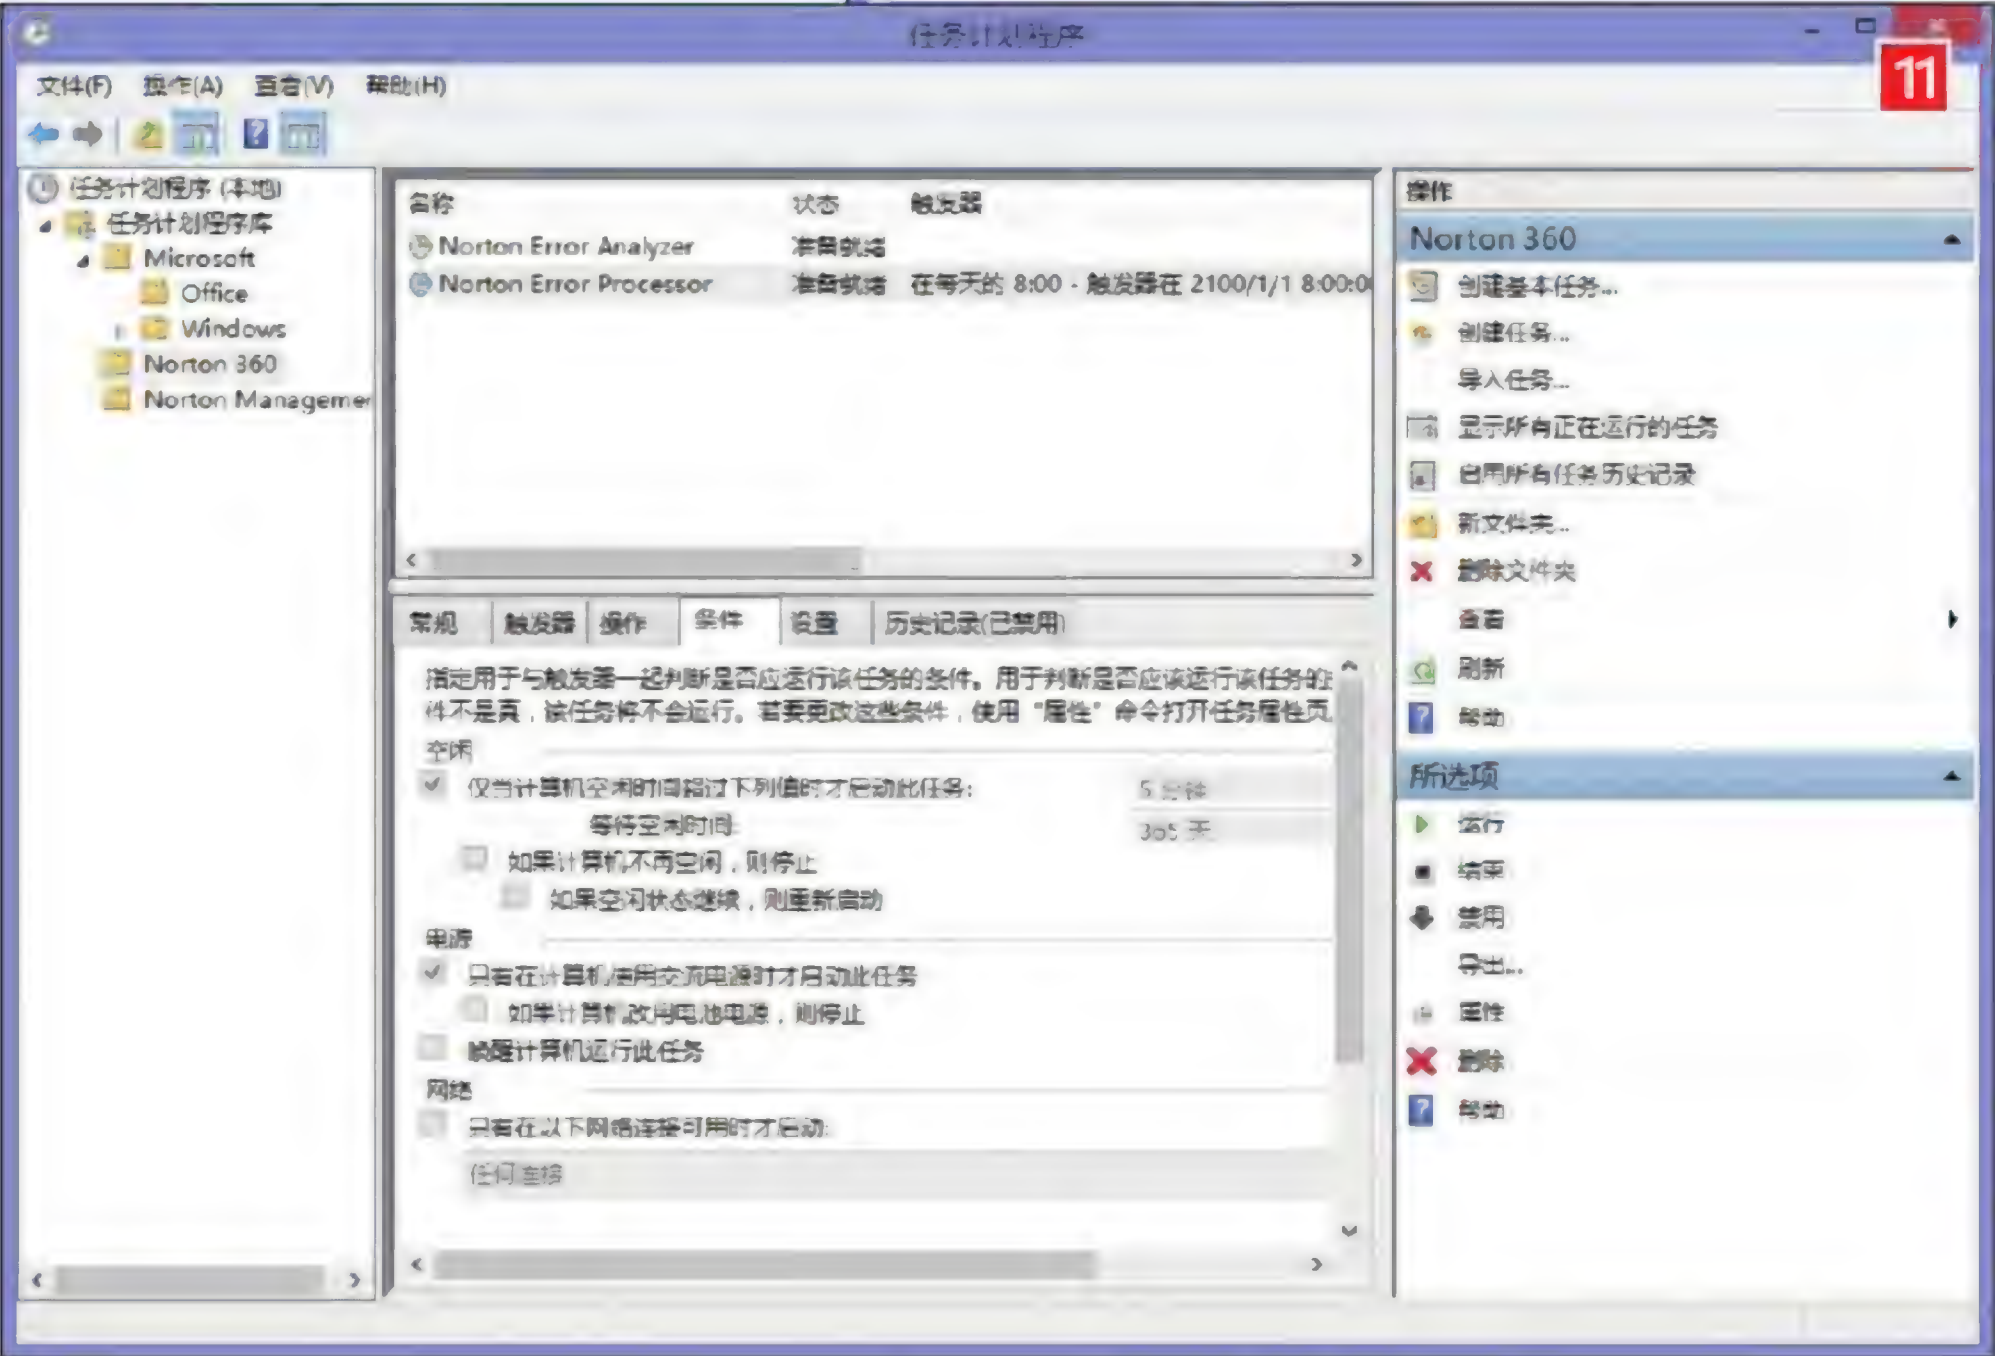 任务计划程序
11
文件(F) 操作(A) 查看(V) 帮助(H)
任务计划程序 (本地)
任务计划程序库
Microsoft
Office
Windows
Norton 360
Norton Managemer
名称 状态 触发器
Norton Error Analyzer 准备就绪
Norton Error Processor 准备就绪 在每天的 8:00 - 触发器在 2100/1/1 8:00:00
常规 触发器 操作 条件 设置 历史记录(已禁用)
指定用于与触发器一起判断是否应运行该任务的条件。用于判断是否应该运行该任务的
件不是真，该任务将不会运行。若要更改这些条件，使用“属性”命令打开任务属性页
空闲
仅当计算机空闲时间超过下列值时才启动此任务: 5 分钟
等待空闲时间: 365 天
如果计算机不再空闲，则停止
如果空闲状态继续，则重新启动
电源
只有在计算机使用交流电源时才启动此任务
如果计算机改用电池电源，则停止
唤醒计算机运行此任务
网络
只有在以下网络连接可用时才启动:
任何连接
操作
Norton 360
创建基本任务...
创建任务...
导入任务...
显示所有正在运行的任务
启用所有任务历史记录
新文件夹...
删除文件夹
查看
刷新
帮助
所选项
运行
结束
禁用
导出...
属性
删除
帮助